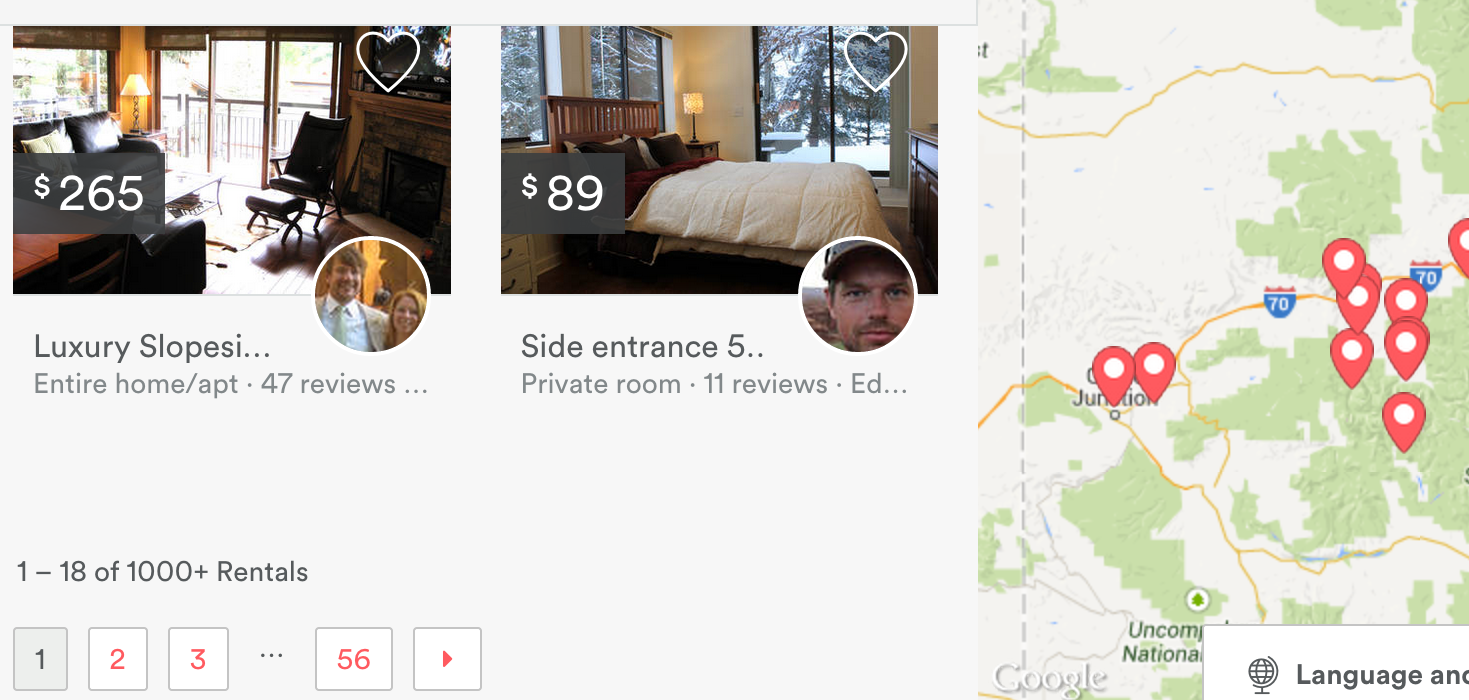 $265
$89
Luxury Slopesi...
Entire home/apt · 47 reviews ...
Side entrance 5..
Private room · 11 reviews · Ed...
1 – 18 of 1000+ Rentals
1 2 3 ... 56
st
70
70
Junction
Uncomp
National
Google
Language and